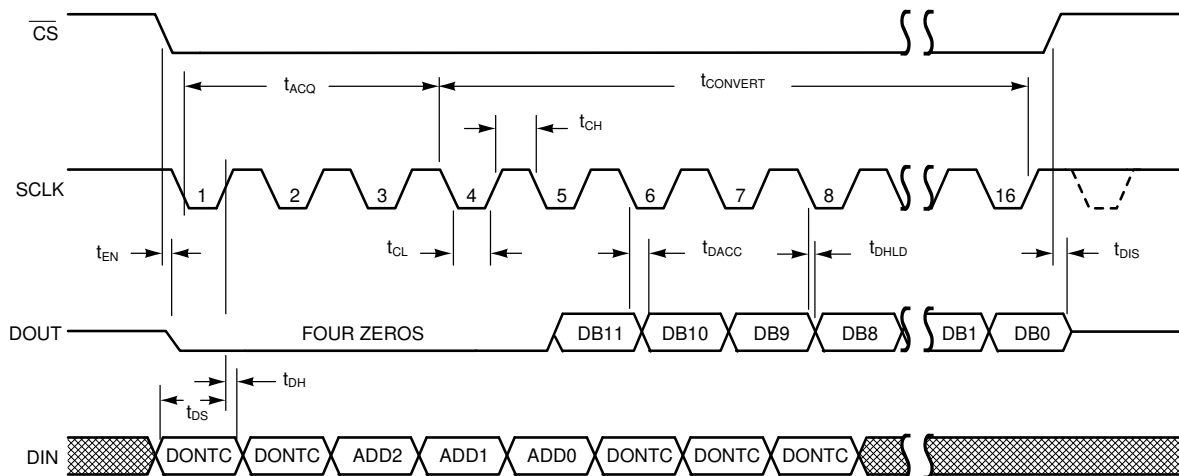 CS
tACQ
tCONVERT
tCH
SCLK
1 2 3 4 5 6 7 8 16
tEN
tCL
tDACC
tDHLD
tDIS
DOUT
FOUR ZEROS
DB11 DB10 DB9 DB8 DB1 DB0
tDH
tDS
DIN
DONTC DONTC ADD2 ADD1 ADD0 DONTC DONTC DONTC